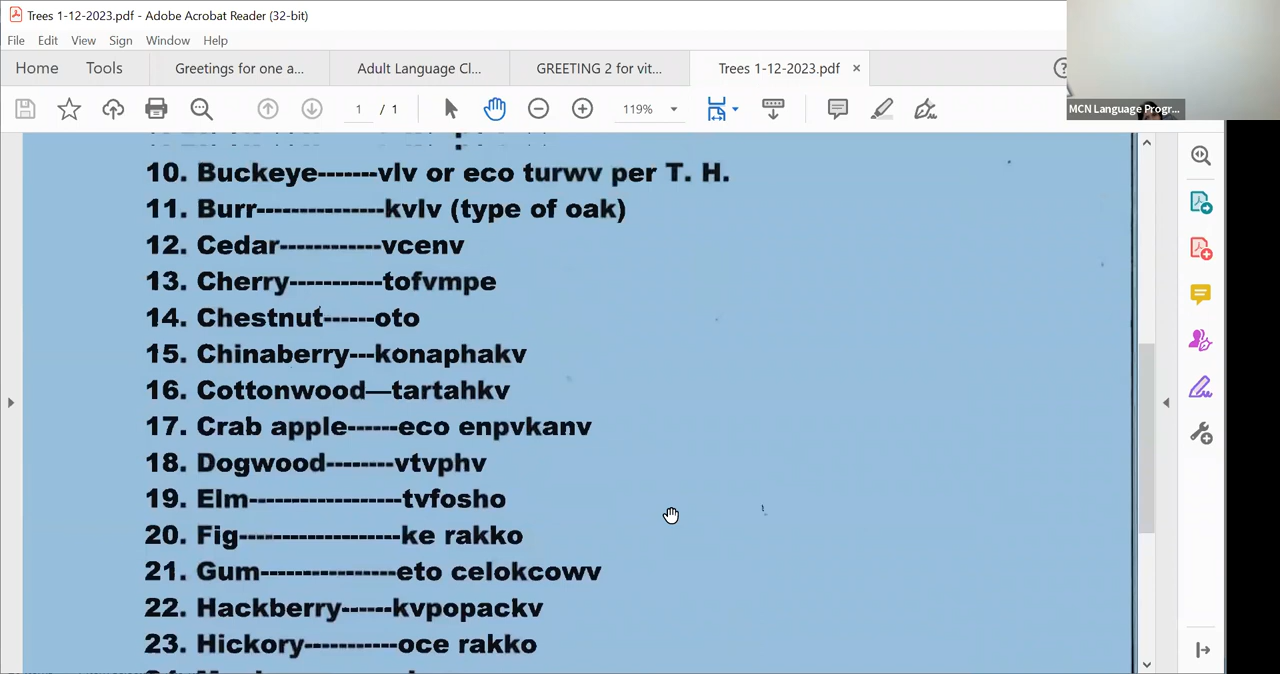 Trees 1-12-2023.pdf - Adobe Acrobat Reader (32-bit)
File Edit View Sign Window Help
Home Tools Greetings for one a... Adult Language Cl... GREETING 2 for vit... Trees 1-12-2023.pdf ×
1 / 1 119%
MCN Language Progr...
10. Buckeye-------vlv or eco turwv per T. H.
11. Burr---------------kvlv (type of oak)
12. Cedar------------vcenv
13. Cherry-----------tofvmpe
14. Chestnut------oto
15. Chinaberry---konaphakv
16. Cottonwood—tartahkv
17. Crab apple------eco enpvkanv
18. Dogwood--------vtvphv
19. Elm------------------tvfosho
20. Fig-------------------ke rakko
21. Gum----------------eto celokcowv
22. Hackberry------kvpopackv
23. Hickory-----------oce rakko